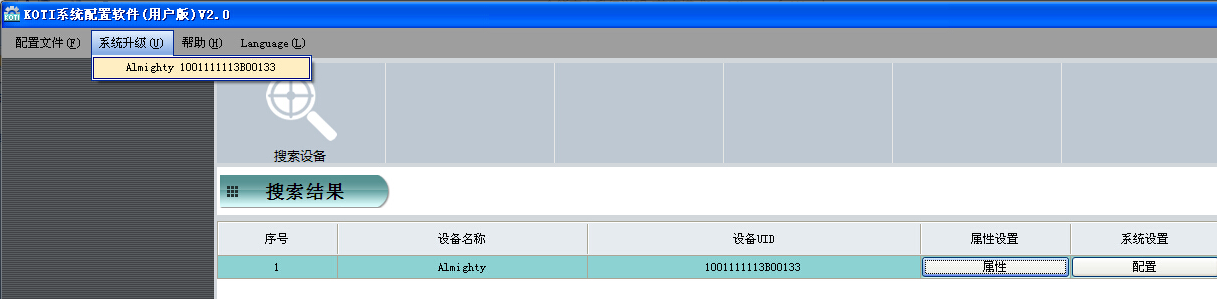 KOTI系统配置软件(用户版)V2.0
配置文件(F) 系统升级(U) 帮助(H) Language(L)
Almighty 1001111113B00133
搜索设备
搜索结果
序号 设备名称 设备UID 属性设置 系统设置
1 Almighty 1001111113B00133 属性 配置